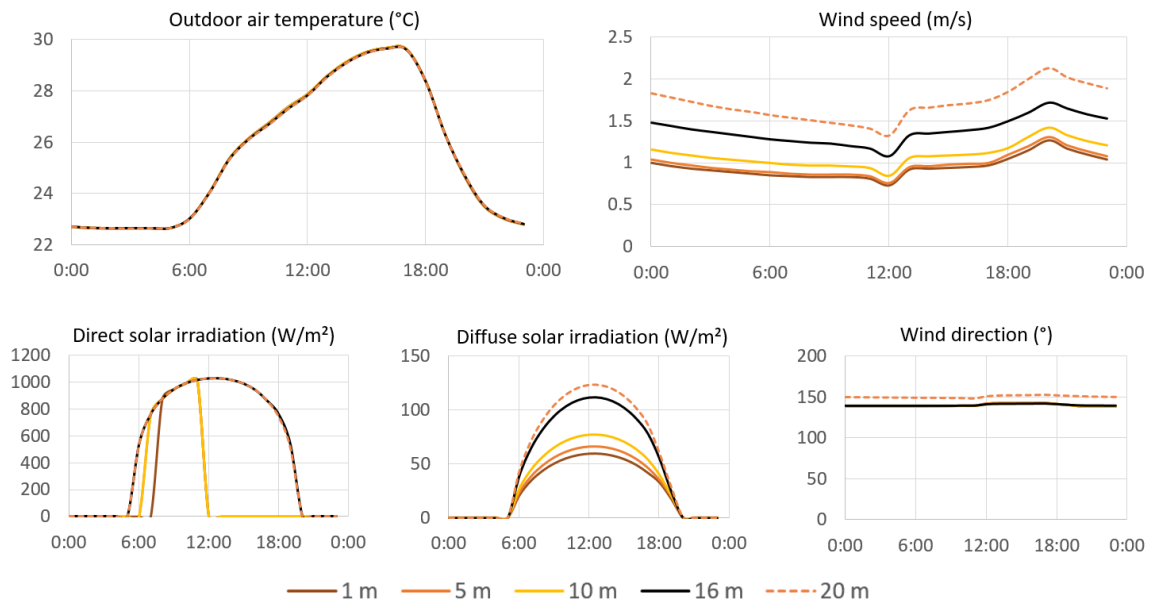 Outdoor air temperature (°C)
30
28
26
24
22
0:00 6:00 12:00 18:00 0:00
Wind speed (m/s)
2.5
2
1.5
1
0.5
0
0:00 6:00 12:00 18:00 0:00
Direct solar irradiation (W/m²)
1200
1000
800
600
400
200
0
0:00 6:00 12:00 18:00 0:00
Diffuse solar irradiation (W/m²)
150
100
50
0
0:00 6:00 12:00 18:00 0:00
Wind direction (°)
200
150
100
50
0
0:00 6:00 12:00 18:00 0:00
1 m 5 m 10 m 16 m 20 m